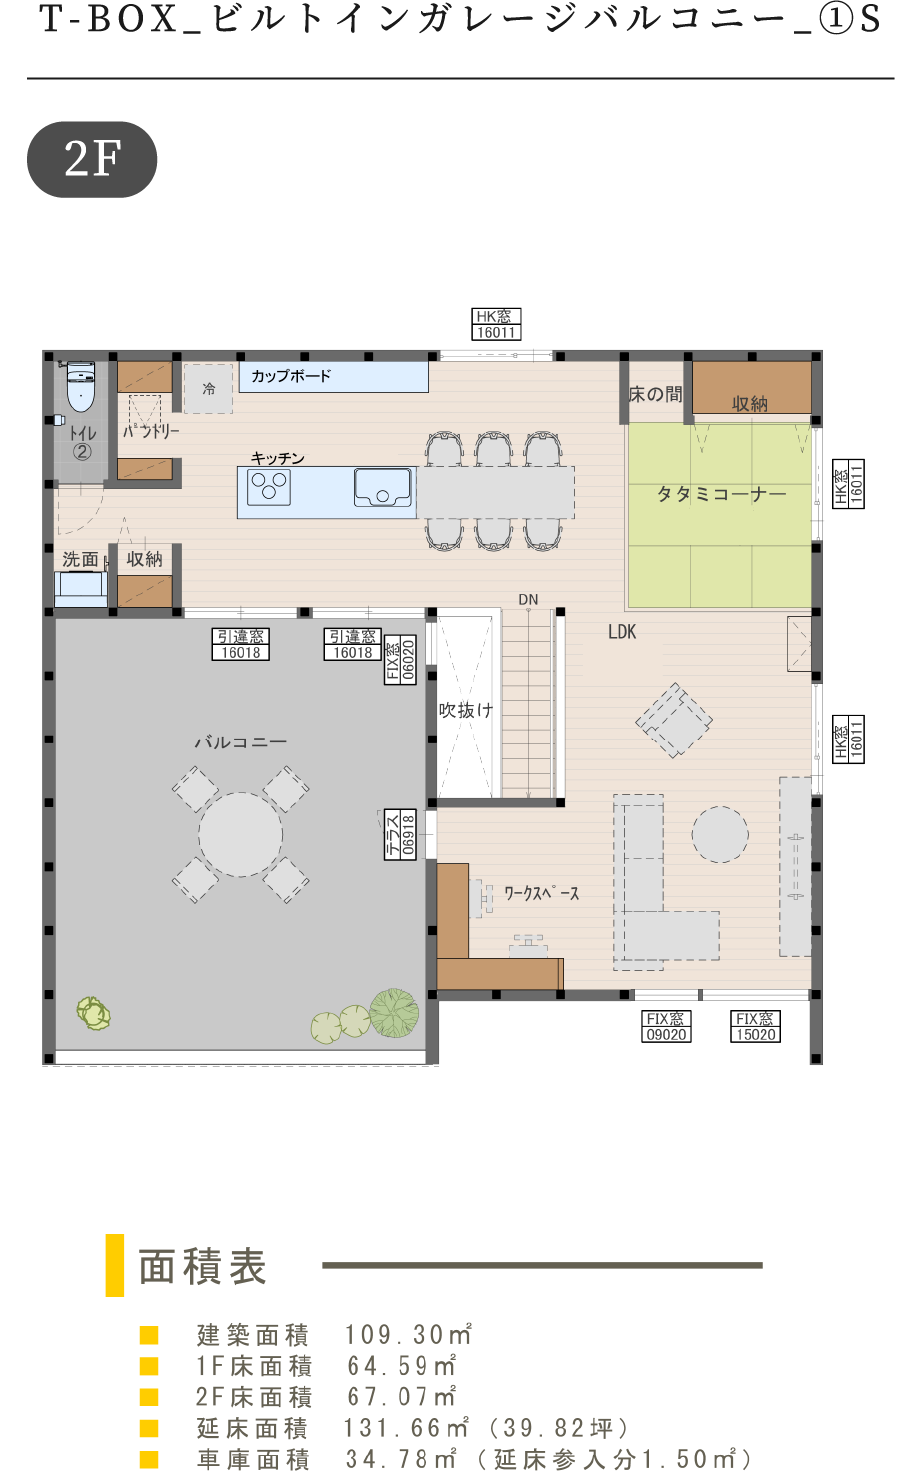 T-BOX_ビルトインガレージバルコニー_①S
2F
HK窓
16011
カップボード
冷
床の間
収納
トイレ
②
パントリー
キッチン
タタミコーナー
HK窓
16011
洗面
収納
DN
LDK
引違窓
16018
引違窓
16018
FIX窓
06020
吹抜け
HK窓
16011
バルコニー
テラス
06918
ワークスペース
FIX窓
09020
FIX窓
15020
面積表
建築面積 109.30㎡
1F床面積 64.59㎡
2F床面積 67.07㎡
延床面積 131.66㎡（39.82坪）
車庫面積 34.78㎡（延床参入分1.50㎡）